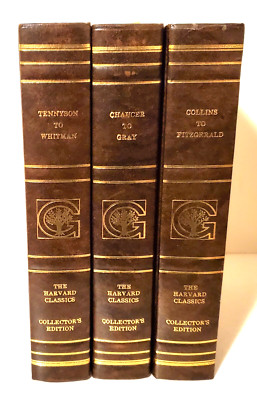 TENNYSON
TO
WHITMAN
G
THE
HARVARD
CLASSICS
COLLECTOR'S
EDITION
CHAUCER
TO
GRAY
G
THE
HARVARD
CLASSICS
COLLECTOR'S
EDITION
COLLINS
TO
FITZGERALD
G
THE
HARVARD
CLASSICS
COLLECTOR'S
EDITION